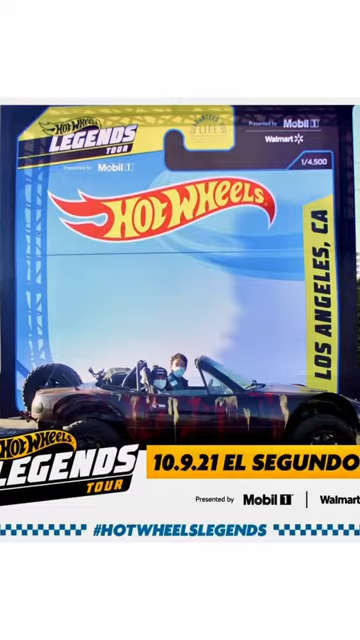 HOT WHEELS
LEGENDS
TOUR
Presented by Mobil 1
Presented by Mobil 1
Walmart
1/4,500
HOT WHEELS
LOS ANGELES, CA
HOT WHEELS
LEGENDS
TOUR
10.9.21 EL SEGUNDO
Presented by Mobil 1 | Walmart
#HOTWHEELSLEGENDS